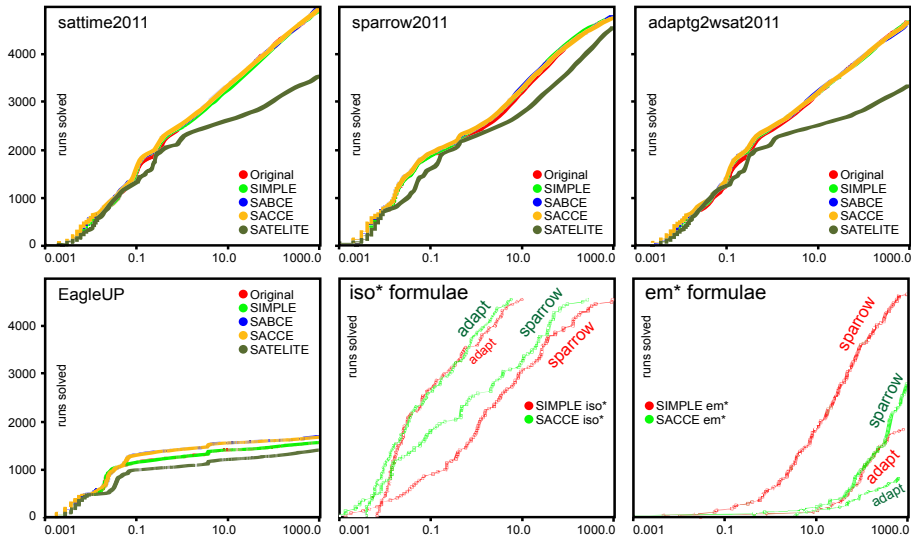 sattime2011
4000
3000
2000
1000
0
runs solved
Original
SIMPLE
SABCE
SACCE
SATELITE
0.001
0.1
10.0
1000.0
sparrow2011
runs solved
Original
SIMPLE
SABCE
SACCE
SATELITE
0.001
0.1
10.0
1000.0
adaptg2wsat2011
runs solved
Original
SIMPLE
SABCE
SACCE
SATELITE
0.001
0.1
10.0
1000.0
EagleUP
4000
3000
2000
1000
0
runs solved
Original
SIMPLE
SABCE
SACCE
SATELITE
0.001
0.1
10.0
1000.0
iso* formulae
runs solved
adapt
adapt
sparrow
sparrow
SIMPLE iso*
SACCE iso*
0.001
0.1
10.0
1000.0
em* formulae
runs solved
sparrow
sparrow
adapt
adapt
SIMPLE em*
SACCE em*
0.001
0.1
10.0
1000.0